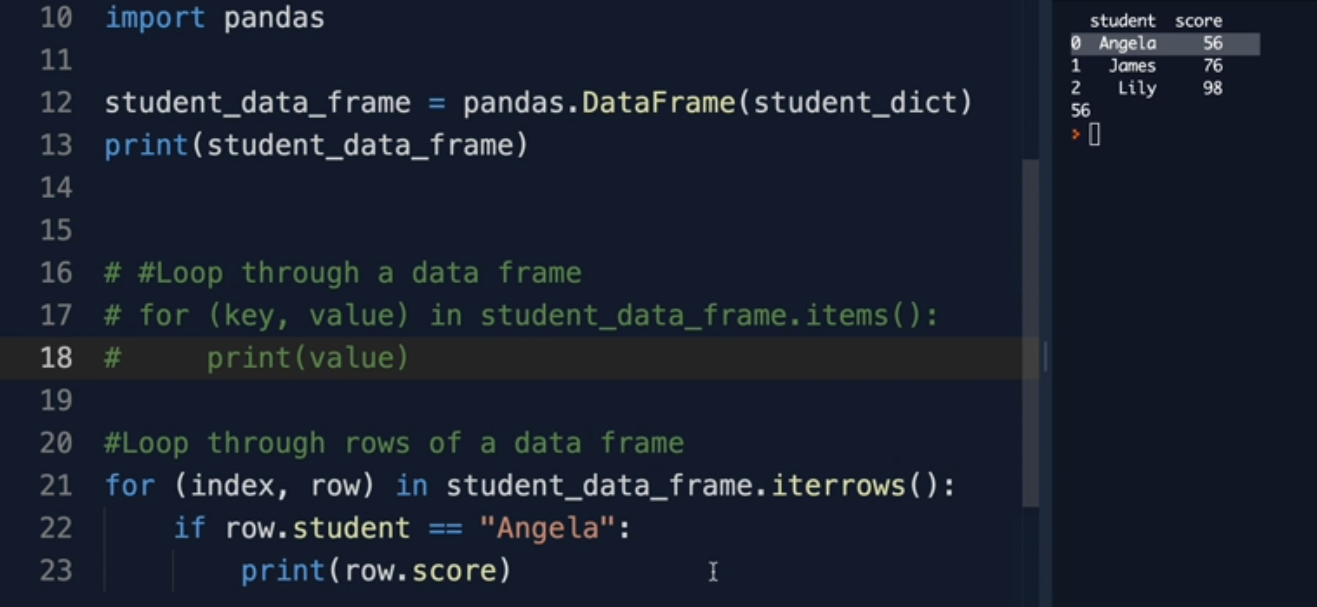 10 import pandas
11
12 student_data_frame = pandas.DataFrame(student_dict)
13 print(student_data_frame)
14
15
16 # #Loop through a data frame
17 # for (key, value) in student_data_frame.items():
18 #     print(value)
19
20 #Loop through rows of a data frame
21 for (index, row) in student_data_frame.iterrows():
22     if row.student == "Angela":
23         print(row.score)
  student  score
0  Angela     56
1   James     76
2    Lily     98
56
>